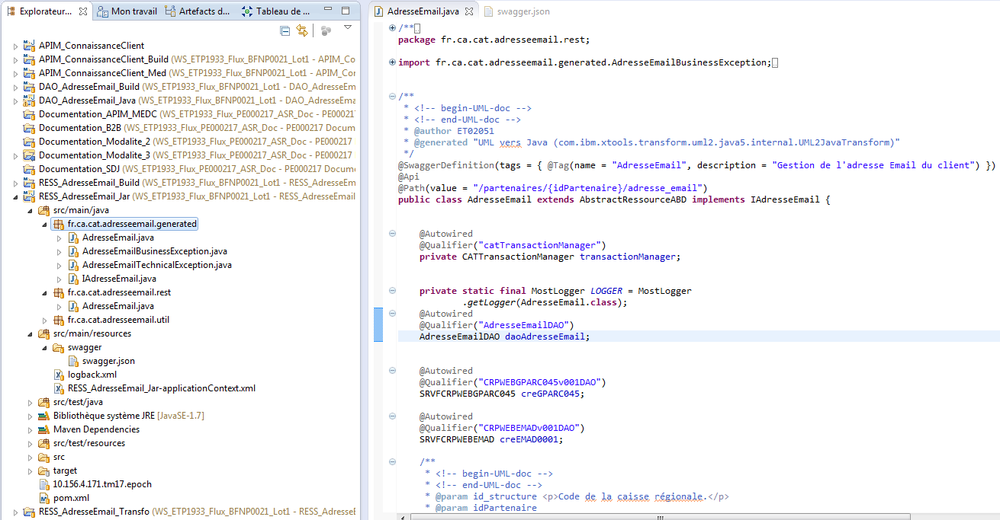 Explorateur...
Mon travail
Artefacts d...
Tableau de ...
APIM_ConnaissanceClient
APIM_ConnaissanceClient_Build (WS_ETP1933_Flux_BFNP0021_Lot1 - APIM_Co
APIM_ConnaissanceClient_Med (WS_ETP1933_Flux_BFNP0021_Lot1 - APIM_Cor
DAO_AdresseEmail_Build (WS_ETP1933_Flux_BFNP0021_Lot1 - DAO_AdresseEm
DAO_AdresseEmail_Java (WS_ETP1933_Flux_BFNP0021_Lot1 - DAO_AdresseEma
Documentation_APIM_MEDC (WS_ETP1933_Flux_PE000217_ASR_Doc - PE00021
Documentation_B2B (WS_ETP1933_Flux_PE000217_ASR_Doc - PE000217 Docum
Documentation_Modalite_2 (WS_ETP1933_Flux_PE000217_ASR_Doc - PE000217
Documentation_Modalite_3 (WS_ETP1933_Flux_PE000217_ASR_Doc - PE000217
Documentation_SDJ (WS_ETP1933_Flux_PE000217_ASR_Doc - PE000217 Docume
RESS_AdresseEmail_Build (WS_ETP1933_Flux_BFNP0021_Lot1 - RESS_AdresseEm
RESS_AdresseEmail_Jar (WS_ETP1933_Flux_BFNP0021_Lot1 - RESS_AdresseEmail
src/main/java
fr.ca.cat.adresseemail.generated
AdresseEmail.java
AdresseEmailBusinessException.java
AdresseEmailTechnicalException.java
IAdresseEmail.java
fr.ca.cat.adresseemail.rest
AdresseEmail.java
fr.ca.cat.adresseemail.util
src/main/resources
swagger
swagger.json
logback.xml
RESS_AdresseEmail_Jar-applicationContext.xml
src/test/java
Bibliothèque système JRE [JavaSE-1.7]
Maven Dependencies
src/test/resources
src
target
10.156.4.171.tm17.epoch
pom.xml
RESS_AdresseEmail_Transfo (WS_ETP1933_Flux_BFNP0021_Lot1 - RESS_AdresseE
AdresseEmail.java
swagger.json
/**
package fr.ca.cat.adresseemail.rest;
import fr.ca.cat.adresseemail.generated.AdresseEmailBusinessException;
/**
* <!-- begin-UML-doc -->
* <!-- end-UML-doc -->
* @author ET02051
* @generated "UML vers Java (com.ibm.xtools.transform.uml2.java5.internal.UML2JavaTransform)"
*/
@SwaggerDefinition(tags = { @Tag(name = "AdresseEmail", description = "Gestion de l'adresse Email du client") })
@Api
@Path(value = "/partenaires/{idPartenaire}/adresse_email")
public class AdresseEmail extends AbstractRessourceABD implements IAdresseEmail {
@Autowired
@Qualifier("catTransactionManager")
private CATTransactionManager transactionManager;
private static final MostLogger LOGGER = MostLogger
.getLogger(AdresseEmail.class);
@Autowired
@Qualifier("AdresseEmailDAO")
AdresseEmailDAO daoAdresseEmail;
@Autowired
@Qualifier("CRPWEBGPARC045v001DAO")
SRVFCRPWEBGPARC045 creGPARC045;
@Autowired
@Qualifier("CRPWEBEMADv001DAO")
SRVFCRPWEBEMAD creEMAD0001;
/**
* <!-- begin-UML-doc -->
* <!-- end-UML-doc -->
* @param id_structure <p>Code de la caisse régionale.</p>
* @param idPartenaire